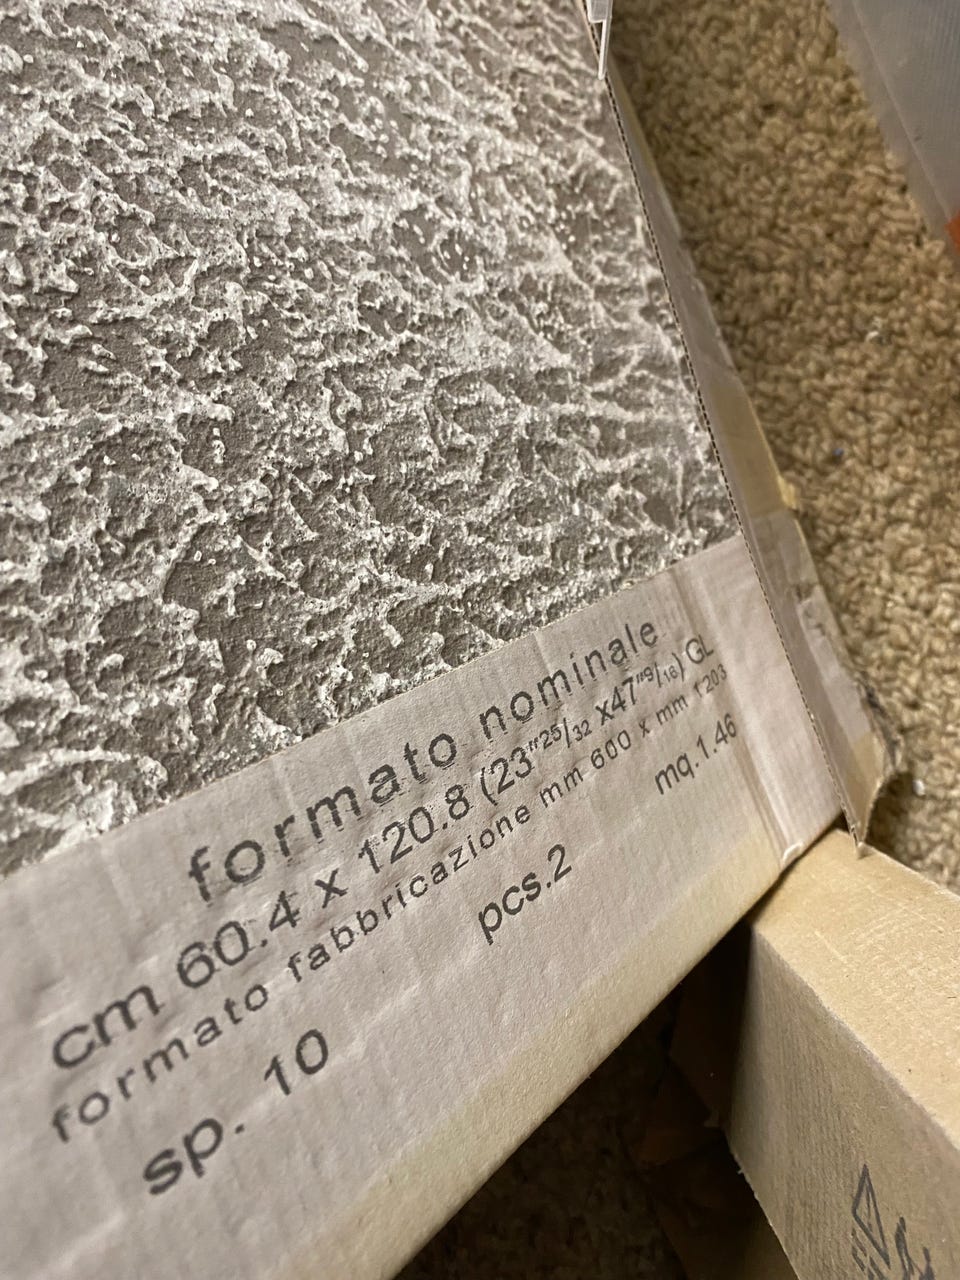 formato nominale
cm 60.4 x 120.8 (23"25/32 x47"9/16) GL
formato fabbricazione mm 600 x mm 1203
mq.1.46
pcs.2
sp. 10